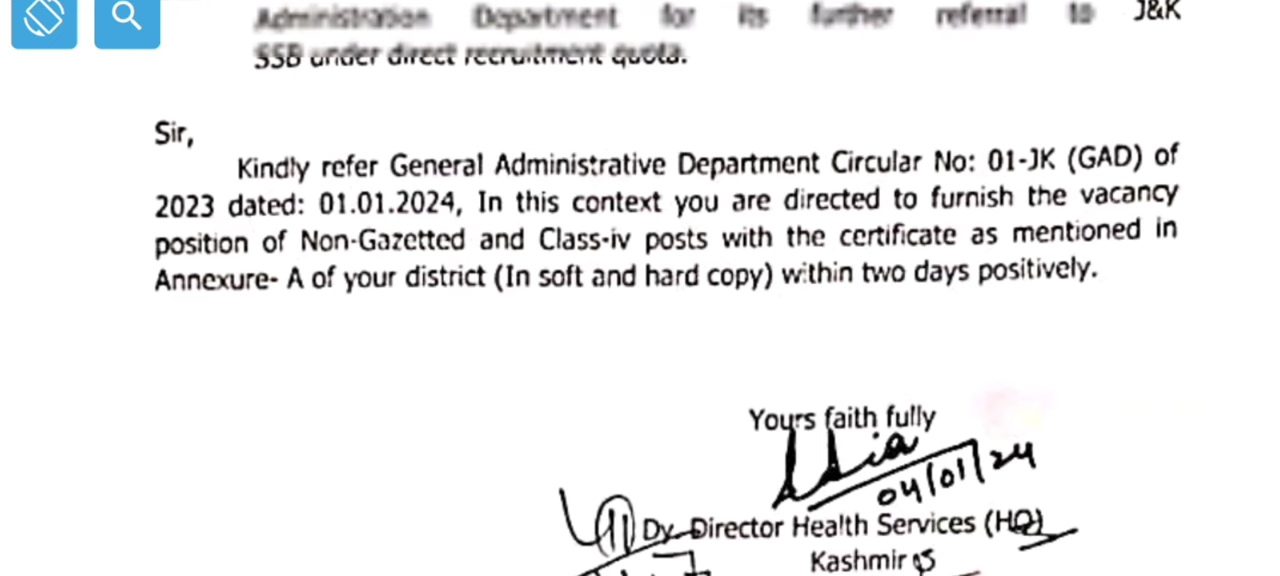 Administration Department for its further referral to J&K
SSB under direct recruitment quota.
Sir,
Kindly refer General Administrative Department Circular No: 01-JK (GAD) of
2023 dated: 01.01.2024, In this context you are directed to furnish the vacancy
position of Non-Gazetted and Class-iv posts with the certificate as mentioned in
Annexure- A of your district (In soft and hard copy) within two days positively.
Yours faith fully
04/01/24
Dy. Director Health Services (HQ)
Kashmir